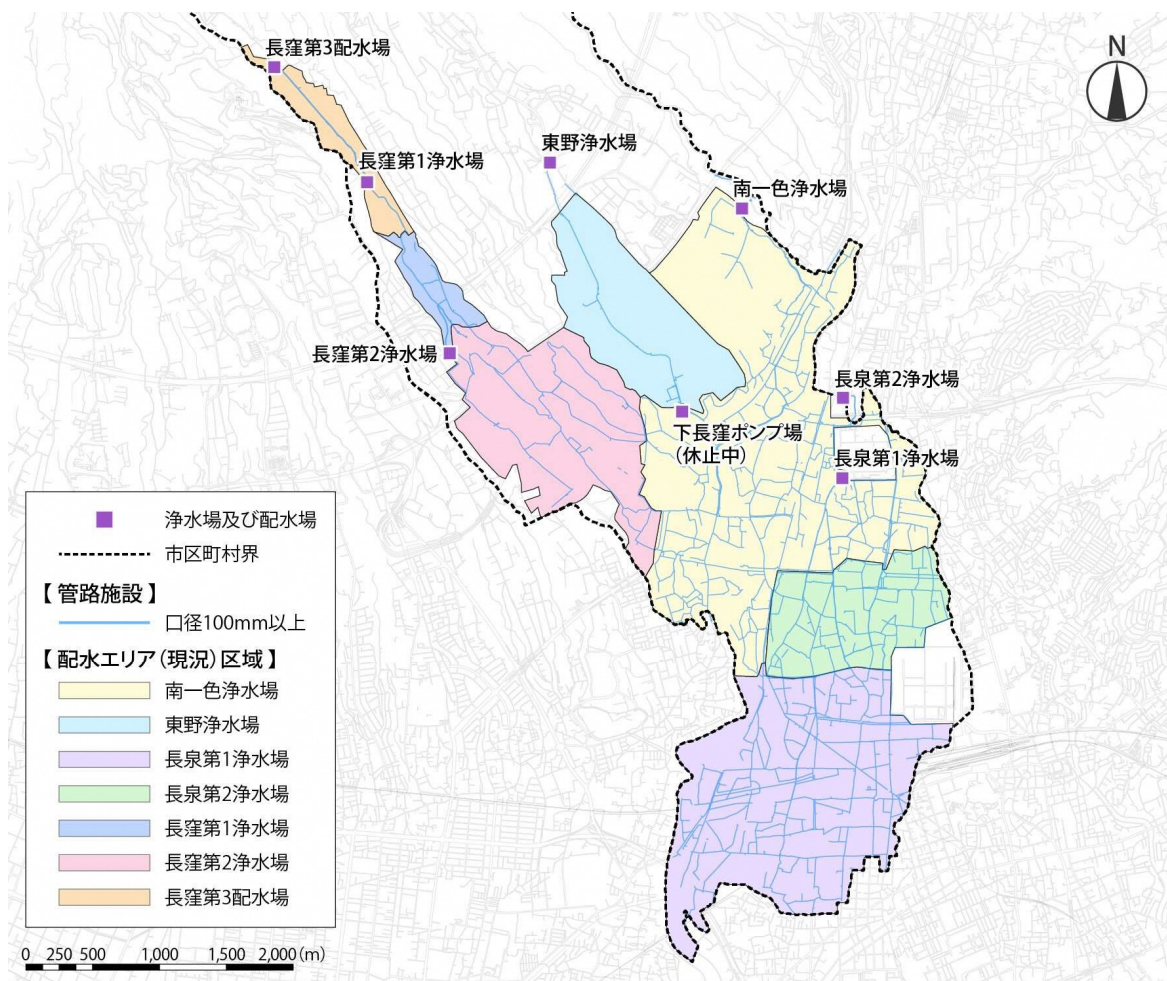 長窪第3配水場
N
東野浄水場
長窪第1浄水場
南一色浄水場
長窪第2浄水場
長泉第2浄水場
下長窪ポンプ場
（休止中）
長泉第1浄水場
浄水場及び配水場
市区町村界
【 管路施設 】
口径100mm以上
【 配水エリア（現況）区域 】
南一色浄水場
東野浄水場
長泉第1浄水場
長泉第2浄水場
長窪第1浄水場
長窪第2浄水場
長窪第3配水場
0 250 500 1,000 1,500 2,000（m）